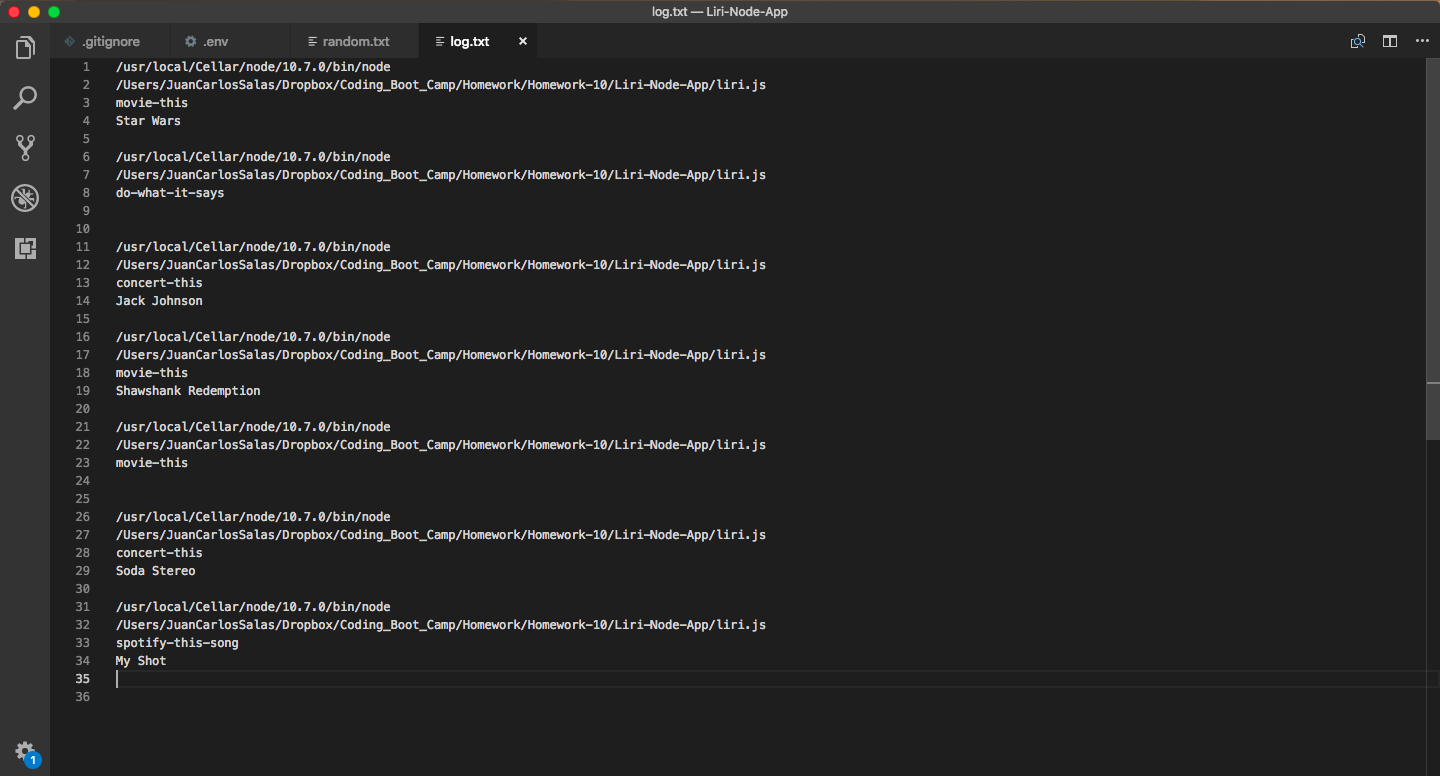 log.txt — Liri-Node-App
.gitignore
.env
random.txt
log.txt
1 /usr/local/Cellar/node/10.7.0/bin/node
2 /Users/JuanCarlosSalas/Dropbox/Coding_Boot_Camp/Homework/Homework-10/Liri-Node-App/liri.js
3 movie-this
4 Star Wars
5
6 /usr/local/Cellar/node/10.7.0/bin/node
7 /Users/JuanCarlosSalas/Dropbox/Coding_Boot_Camp/Homework/Homework-10/Liri-Node-App/liri.js
8 do-what-it-says
9
10
11 /usr/local/Cellar/node/10.7.0/bin/node
12 /Users/JuanCarlosSalas/Dropbox/Coding_Boot_Camp/Homework/Homework-10/Liri-Node-App/liri.js
13 concert-this
14 Jack Johnson
15
16 /usr/local/Cellar/node/10.7.0/bin/node
17 /Users/JuanCarlosSalas/Dropbox/Coding_Boot_Camp/Homework/Homework-10/Liri-Node-App/liri.js
18 movie-this
19 Shawshank Redemption
20
21 /usr/local/Cellar/node/10.7.0/bin/node
22 /Users/JuanCarlosSalas/Dropbox/Coding_Boot_Camp/Homework/Homework-10/Liri-Node-App/liri.js
23 movie-this
24
25
26 /usr/local/Cellar/node/10.7.0/bin/node
27 /Users/JuanCarlosSalas/Dropbox/Coding_Boot_Camp/Homework/Homework-10/Liri-Node-App/liri.js
28 concert-this
29 Soda Stereo
30
31 /usr/local/Cellar/node/10.7.0/bin/node
32 /Users/JuanCarlosSalas/Dropbox/Coding_Boot_Camp/Homework/Homework-10/Liri-Node-App/liri.js
33 spotify-this-song
34 My Shot
35
36
1